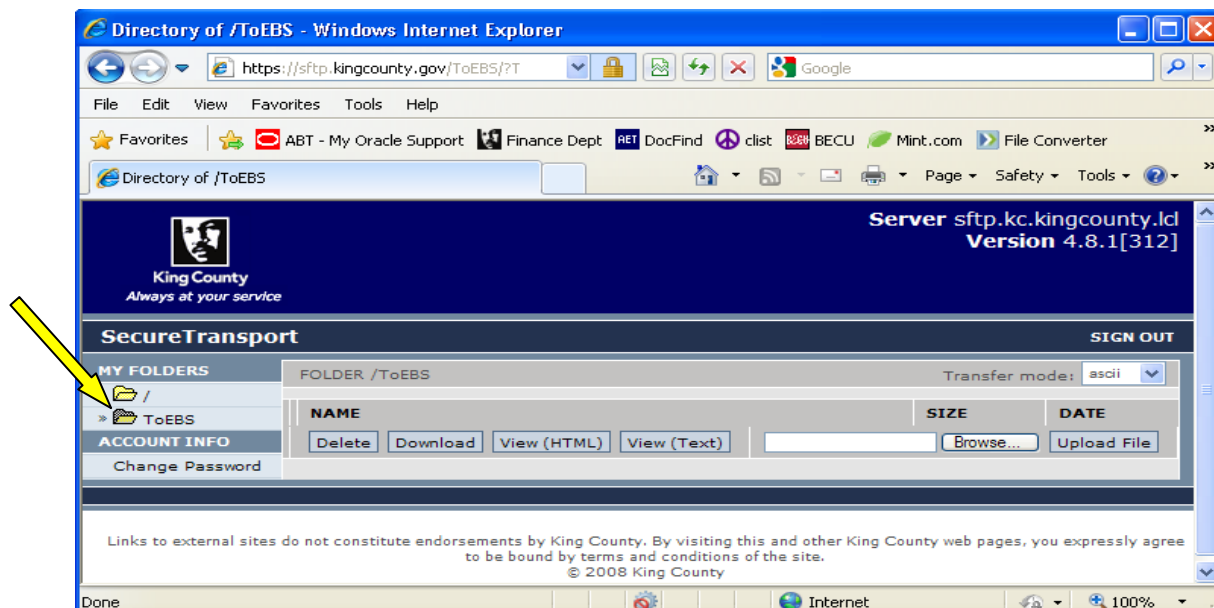 Directory of /ToEBS - Windows Internet Explorer
https://sftp.kingcounty.gov/ToEBS/?T
Google
File Edit View Favorites Tools Help
Favorites ABT - My Oracle Support Finance Dept AET DocFind clist BECU BECU Mint.com File Converter »
Directory of /ToEBS Page Safety Tools »
Server sftp.kc.kingcounty.lcl
Version 4.8.1[312]
King County
Always at your service
SecureTransport SIGN OUT
MY FOLDERS FOLDER /ToEBS Transfer mode: ascii
/
» ToEBS NAME SIZE DATE
ACCOUNT INFO Delete Download View (HTML) View (Text) Browse... Upload File
Change Password
Links to external sites do not constitute endorsements by King County. By visiting this and other King County web pages, you expressly agree
to be bound by terms and conditions of the site.
© 2008 King County
Done Internet 100%